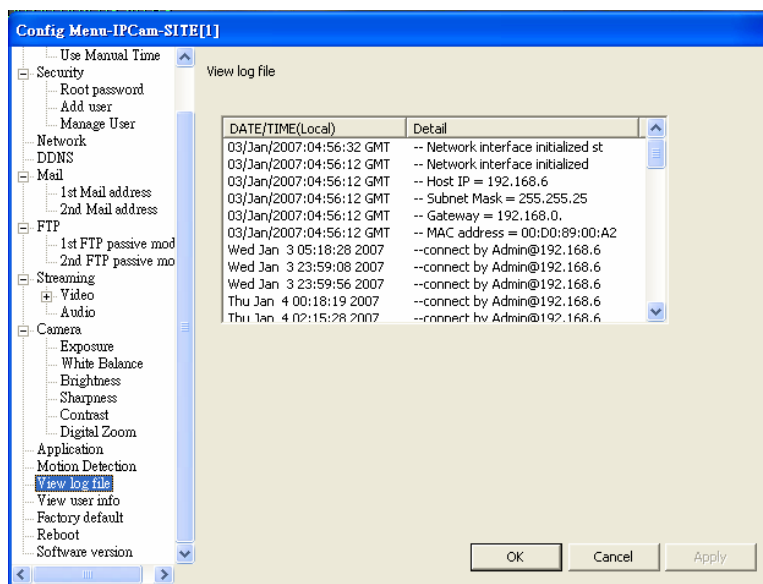 Config Menu-IPCam-SITE[1]
Use Manual Time
Security
Root password
Add user
Manage User
Network
DDNS
Mail
1st Mail address
2nd Mail address
FTP
1st FTP passive mod
2nd FTP passive mo
Streaming
Video
Audio
Camera
Exposure
White Balance
Brightness
Sharpness
Contrast
Digital Zoom
Application
Motion Detection
View log file
View user info
Factory default
Reboot
Software version
View log file
DATE/TIME(Local) Detail
03/Jan/2007:04:56:32 GMT -- Network interface initialized st
03/Jan/2007:04:56:12 GMT -- Network interface initialized
03/Jan/2007:04:56:12 GMT -- Host IP = 192.168.6
03/Jan/2007:04:56:12 GMT -- Subnet Mask = 255.255.25
03/Jan/2007:04:56:12 GMT -- Gateway = 192.168.0.
03/Jan/2007:04:56:12 GMT -- MAC address = 00:D0:89:00:A2
Wed Jan 3 05:18:28 2007 --connect by Admin@192.168.6
Wed Jan 3 23:59:08 2007 --connect by Admin@192.168.6
Wed Jan 3 23:59:56 2007 --connect by Admin@192.168.6
Thu Jan 4 00:18:19 2007 --connect by Admin@192.168.6
Thu Jan 4 02:15:28 2007 --connect by Admin@192.168.6
OK Cancel Apply